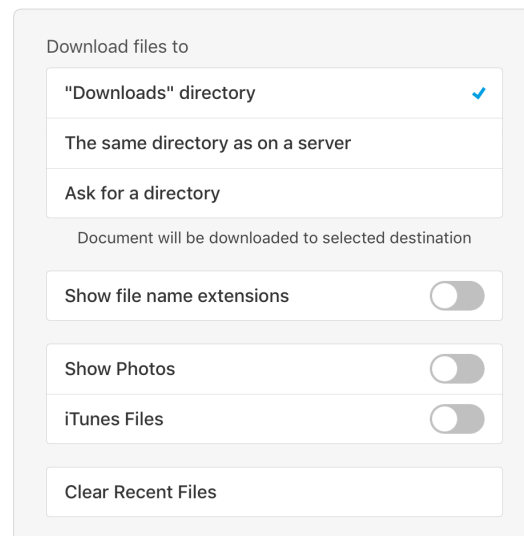 Download files to
"Downloads" directory
The same directory as on a server
Ask for a directory
Document will be downloaded to selected destination
Show file name extensions
Show Photos
iTunes Files
Clear Recent Files